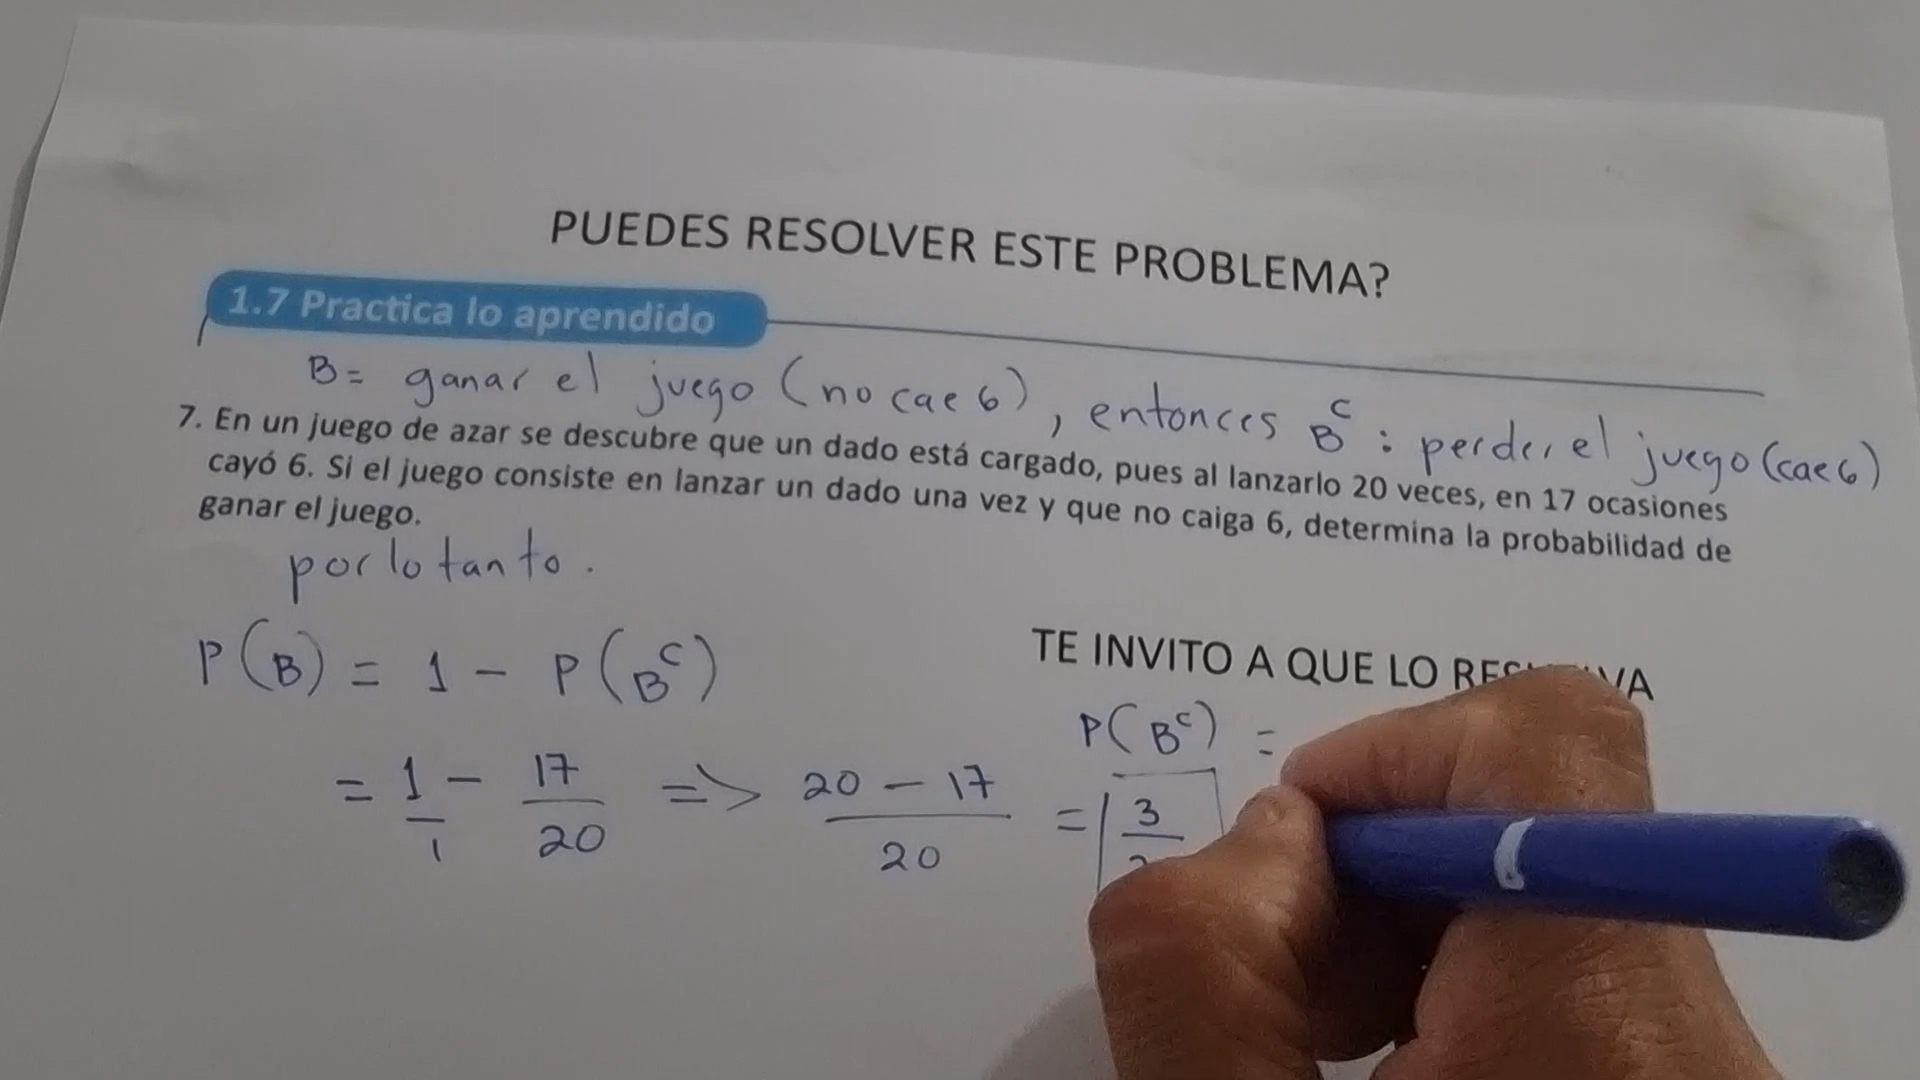 PUEDES RESOLVER ESTE PROBLEMA?
1.7 Practica lo aprendido
B= ganar el juego (no cae 6), entonces B^c : perder el juego (cae 6)
7. En un juego de azar se descubre que un dado está cargado, pues al lanzarlo 20 veces, en 17 ocasiones
cayó 6. Si el juego consiste en lanzar un dado una vez y que no caiga 6, determina la probabilidad de
ganar el juego.
por lo tanto.
P(B) = 1 - P(B^c)
TE INVITO A QUE LO
P(B^c) =
= 1/1 - 17/20 => 20 - 17/20 = 3